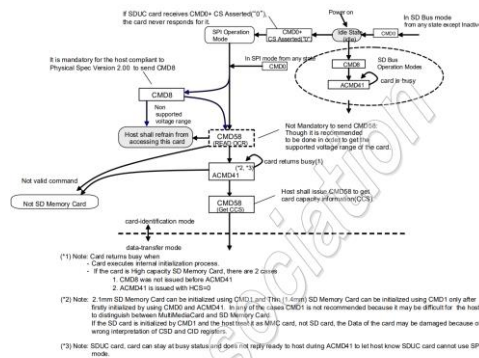 If SDUC card receives CMD0+ CS Asserted("0"),
the card never responds for it.
Power on
In SD Bus mode
from any state except Inactive
SPI Operation
Mode
CMD0+
CS Asserted("0")
Idle State
(idle)
CMD0
In SPI mode from any state
CMD0
CMD8
SD Bus
Operation Modes
ACMD41
card is busy
It is mandatory for the host compliant to
Physical Spec Version 2.00 to send CMD8
CMD8
Non
supported
voltage range
Host shall refrain from
accessing this card
CMD58
(READ OCR)
Not Mandatory to send CMD58
Though it is recommended
to be done in order to get the
supported voltage range of the card.
card returns busy(*1)
(*2, *3)
ACMD41
Not valid command
Not SD Memory Card
CMD58
(Get CCS)
Host shall issue CMD58 to get
card capacity information(CCS)
card-identification mode
data-transfer mode
(*1) Note: Card returns busy when
- Card executes internal initialization process.
- If the card is High capacity SD Memory Card, there are 2 cases
1. CMD8 was not issued before ACMD41
2. ACMD41 is issued with HCS=0
(*2) Note: 2.1mm SD Memory Card can be initialized using CMD1 and Thin (1.4mm) SD Memory Card can be initialized using CMD1 only after
firstly initialized by using CMD0 and ACMD41. In any of the cases CMD1 is not recommended because it may be difficult for the host
to distinguish between MultiMediaCard and SD Memory Card.
If the SD card is initialized by CMD1 and the host treat it as MMC card, not SD card, the Data of the card may be damaged because of
wrong interpretation of CSD and CID registers.
(*3) Note: SDUC card, card can stay at busy status and does not reply ready to host during ACMD41 to let host know SDUC card cannot use SPI
mode.